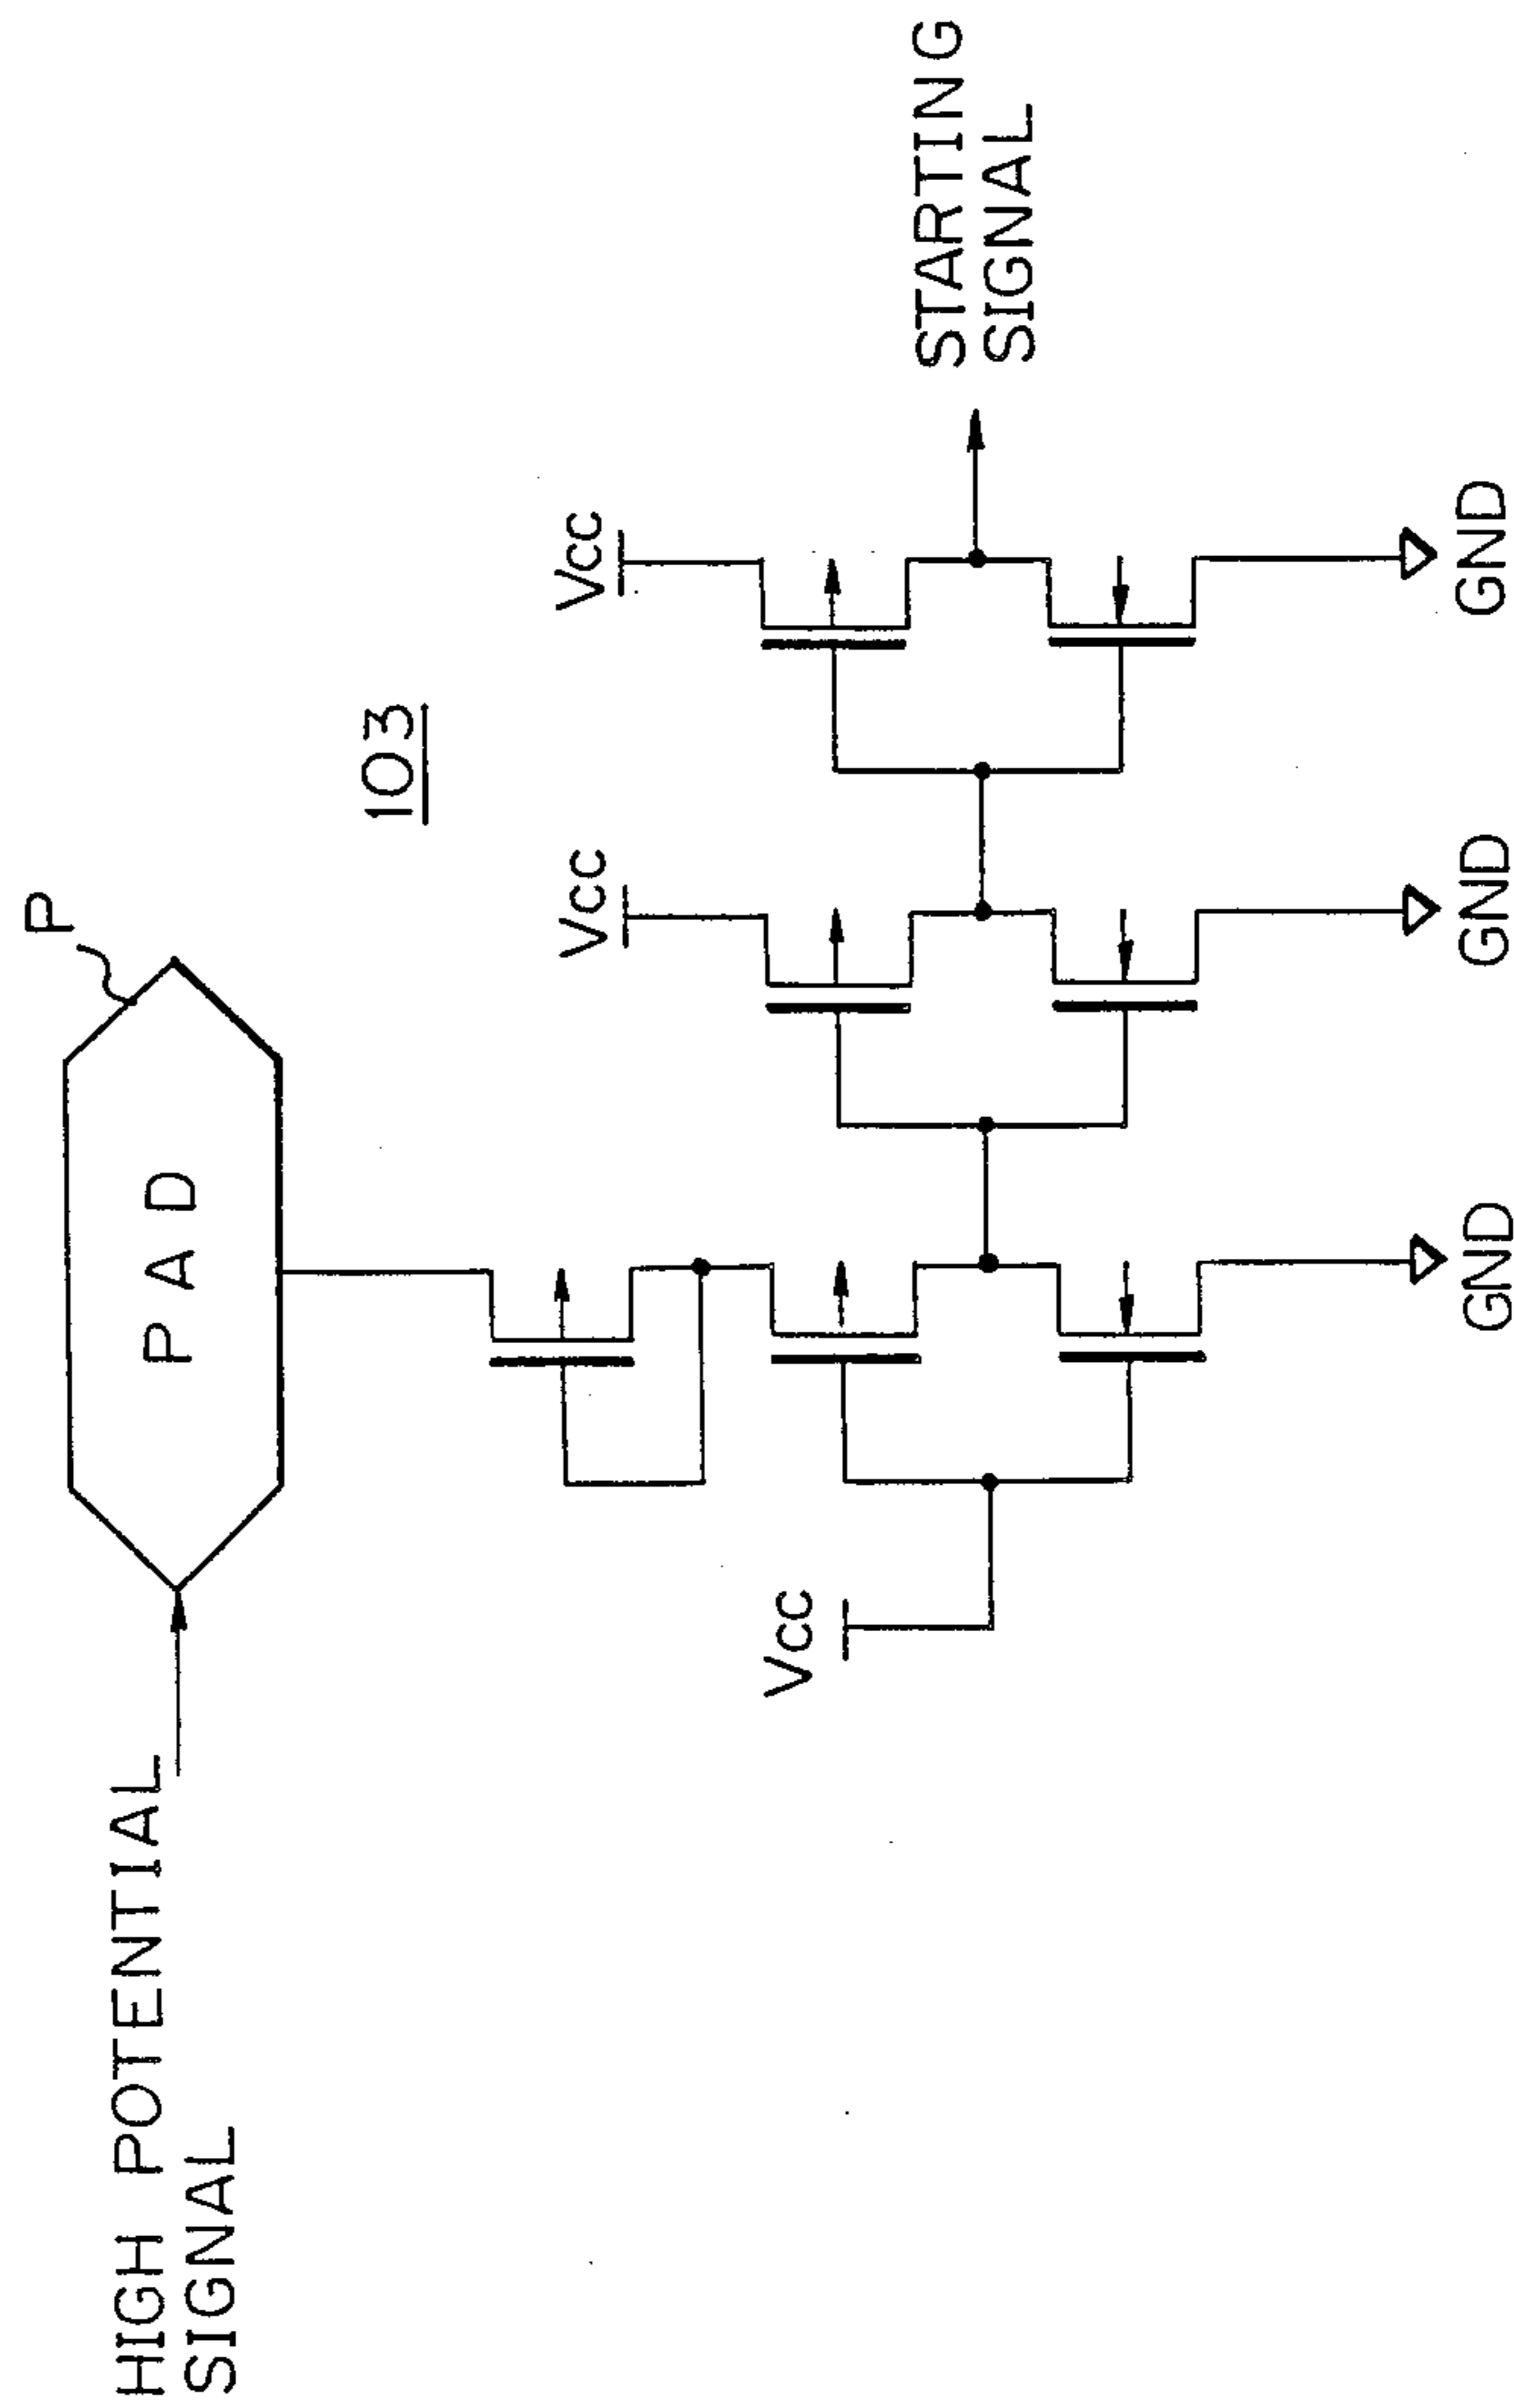 HIGH POTENTIAL
SIGNAL
PAD
P
103
Vcc
Vcc
Vcc
STARTING
SIGNAL
GND
GND
GND